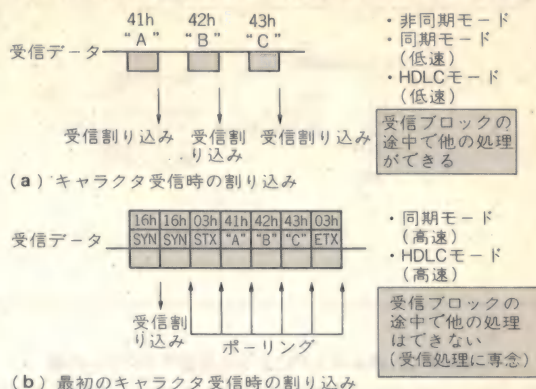 41h 42h 43h
“A” “B” “C”
受信データ
受信割り込み 受信割り込み 受信割り込み
・非同期モード
・同期モード
(低速)
・HDLCモード
(低速)
受信ブロックの
途中で他の処理
ができる
(a) キャラクタ受信時の割り込み
16h 16h 03h 41h 42h 43h 03h
受信データ SYN SYN STX “A” “B” “C” ETX
受信割
り込み
ポーリング
・同期モード
(高速)
・HDLCモード
(高速)
受信ブロックの
途中で他の処理
はできない
(受信処理に専念)
(b) 最初のキャラクタ受信時の割り込み